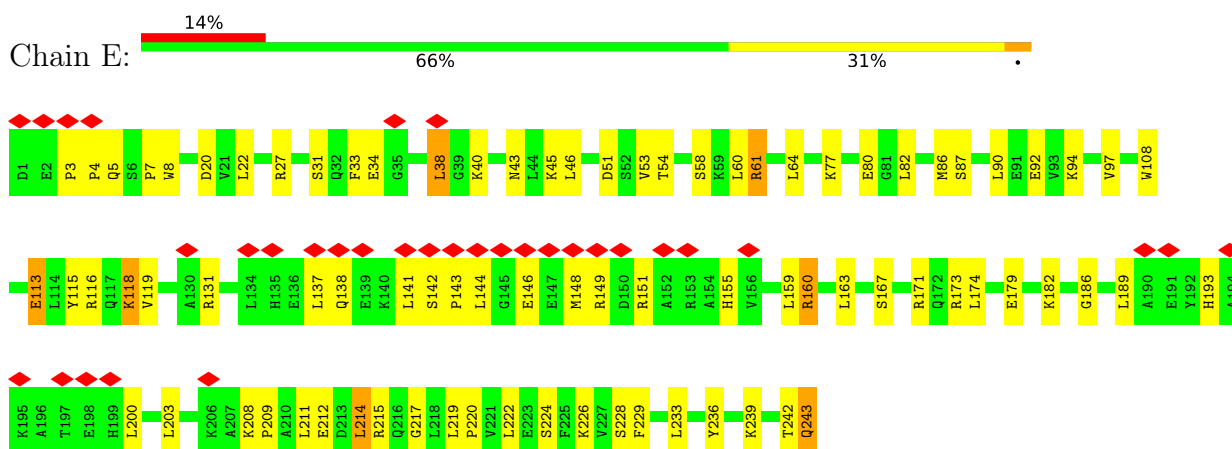 14%
Chain E:
66% 31% •
D1 E2 P3 P4 Q5 S6 P7 W8 D20 V21 L22 R27 S31 Q32 F33 E34 G35 L38 G39 K40 N43 L44 K45 L46 D51 S52 V53 T54 S58 K59 L60 R61 L64 K77 E80 G81 L82 M86 S87 L90 E91 E92 V93 K94 V97 W108
E113 L114 Y115 R116 Q117 K118 V119 A130 R131 L134 H135 E136 L137 Q138 E139 K140 L141 S142 P143 L144 G145 E146 E147 M148 R149 D150 R151 A152 R153 A154 H155 V156 L159 R160 L163 S167 R171 Q172 R173 L174 E179 K182 G186 L189 A190 E191 Y192 H193 A194
K195 A196 T197 E198 H199 L200 L203 K206 A207 K208 P209 A210 L211 E212 D213 L214 R215 Q216 G217 L218 L219 P220 V221 L222 E223 S224 F225 K226 V227 S228 F229 L233 Y236 K239 T242 Q243